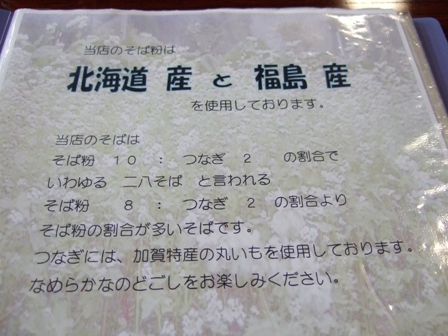 当店のそば粉は
北海道 産 と 福島 産
を使用しております。
当店のそばは
そば粉 10 : つなぎ 2 の割合で
いわゆる 二八そば と言われる
そば粉 8 : つなぎ 2 の割合より
そば粉の割合が多いそばです。
つなぎには、加賀特産の丸いもを使用しております。
なめらかなのどごしをお楽しみください。